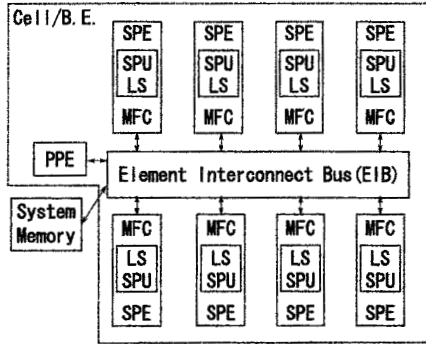 Cell/B.E.
SPE SPE SPE SPE
SPU SPU SPU SPU
LS LS LS LS
MFC MFC MFC MFC
PPE
Element Interconnect Bus(EIB)
System
Memory
MFC MFC MFC MFC
LS LS LS LS
SPU SPU SPU SPU
SPE SPE SPE SPE